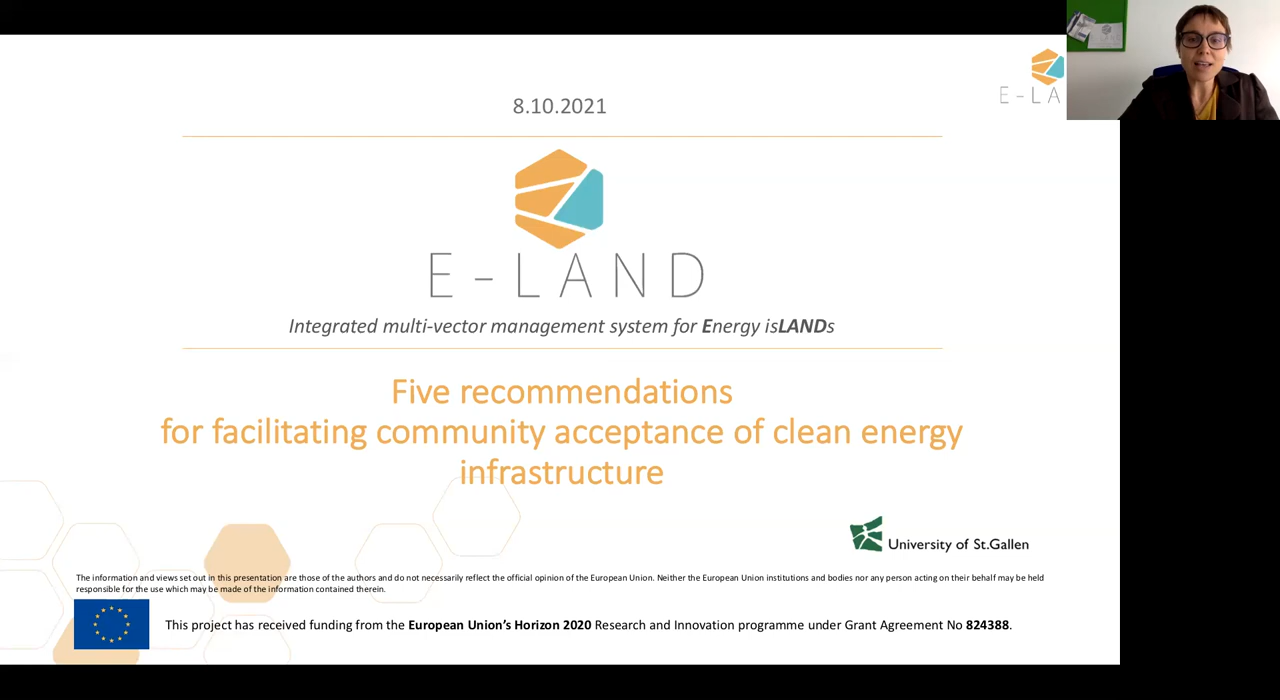 8.10.2021
E-LA
E-LAND
Integrated multi-vector management system for Energy isLANDs
Five recommendations
for facilitating community acceptance of clean energy
infrastructure
University of St.Gallen
The information and views set out in this presentation are those of the authors and do not necessarily reflect the official opinion of the European Union. Neither the European Union institutions and bodies nor any person acting on their behalf may be held
responsible for the use which may be made of the information contained therein.
This project has received funding from the European Union's Horizon 2020 Research and Innovation programme under Grant Agreement No 824388.